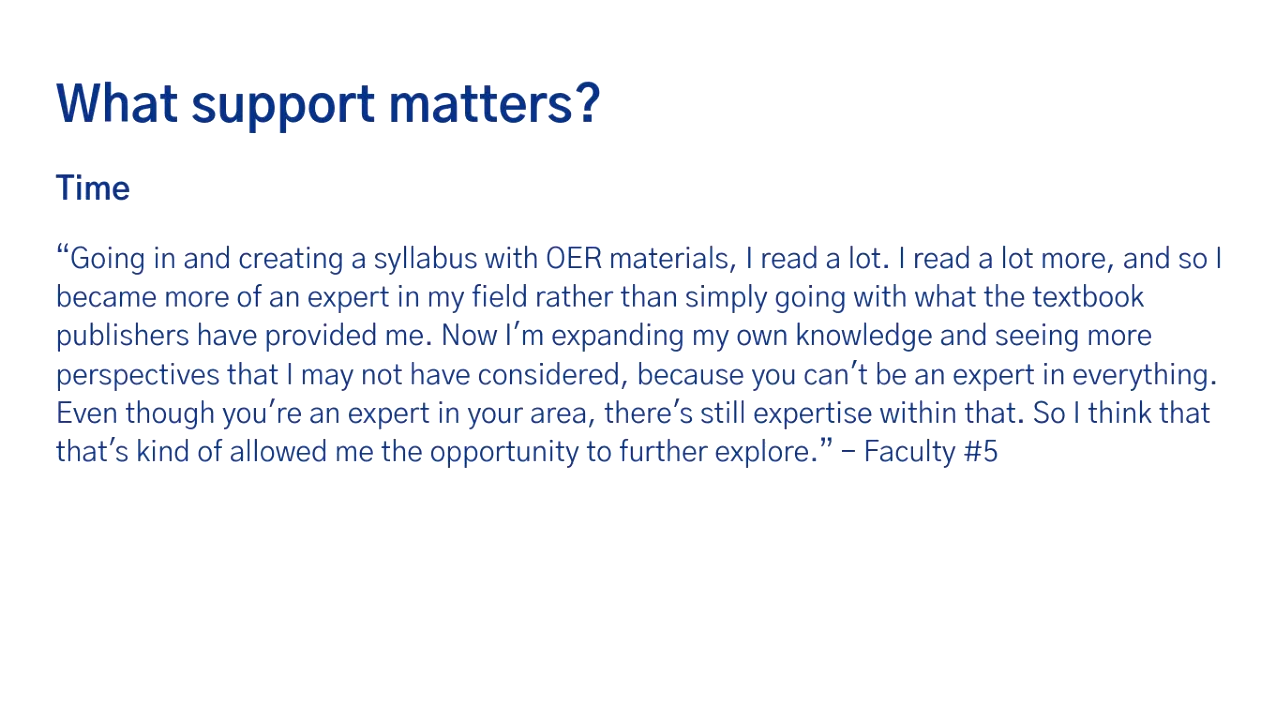 What support matters?
Time
“Going in and creating a syllabus with OER materials, I read a lot. I read a lot more, and so I
became more of an expert in my field rather than simply going with what the textbook
publishers have provided me. Now I’m expanding my own knowledge and seeing more
perspectives that I may not have considered, because you can’t be an expert in everything.
Even though you’re an expert in your area, there’s still expertise within that. So I think that
that’s kind of allowed me the opportunity to further explore.” – Faculty #5